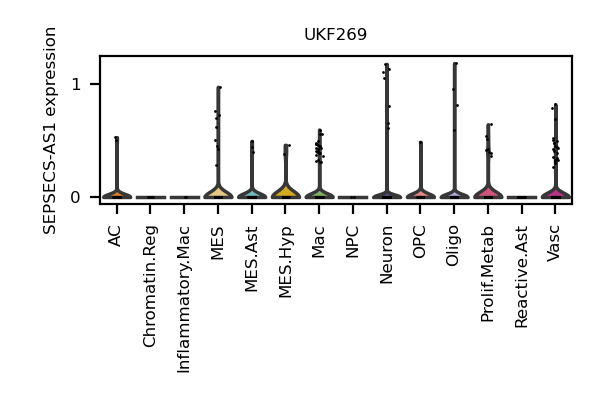 UKF269
SEPSECS-AS1 expression
1
0
AC
Chromatin.Reg
Inflammatory.Mac
MES
MES.Ast
MES.Hyp
Mac
NPC
Neuron
OPC
Oligo
Prolif.Metab
Reactive.Ast
Vasc